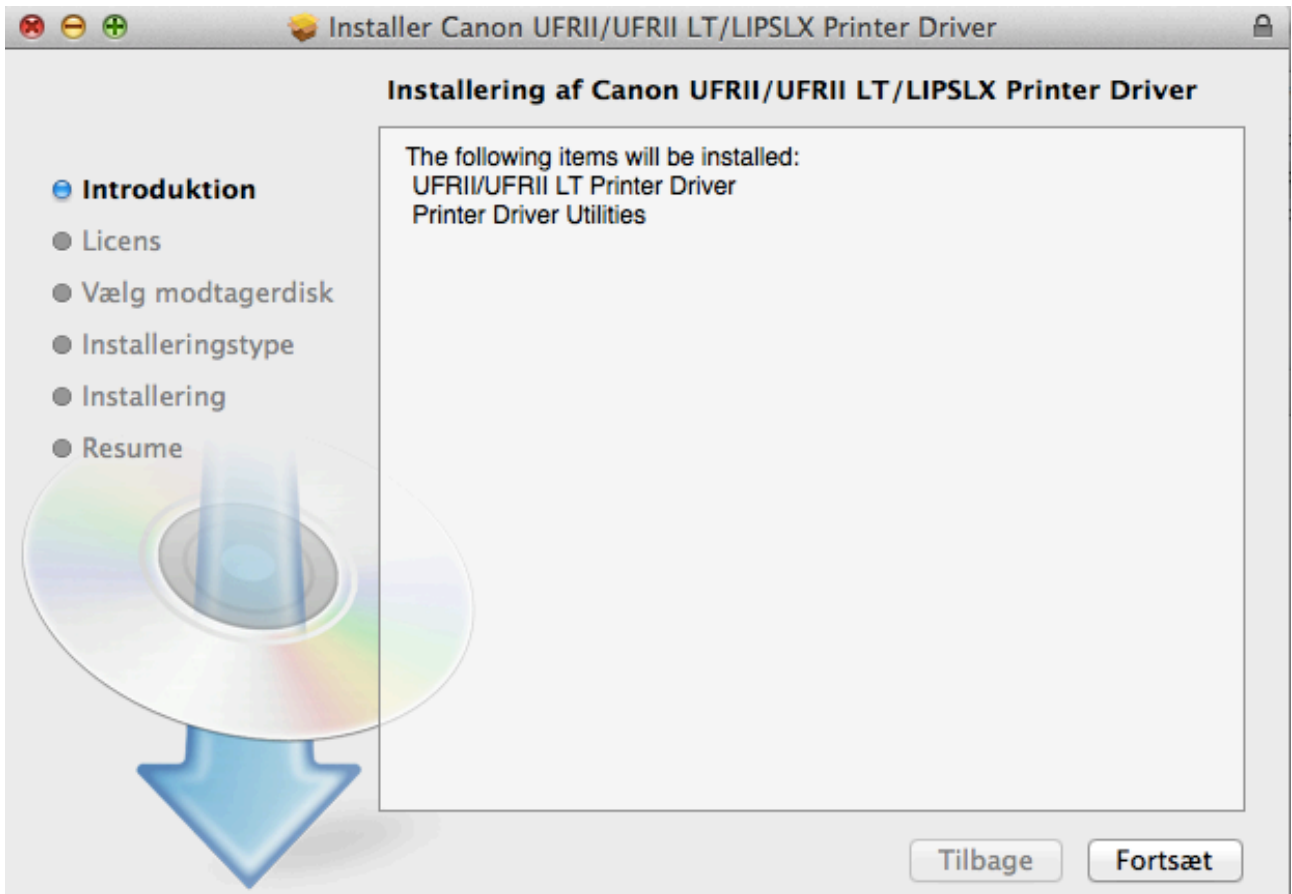 Installer Canon UFRII/UFRII LT/LIPSLX Printer Driver
Installering af Canon UFRII/UFRII LT/LIPSLX Printer Driver
Introduktion
Licens
Vælg modtagerdisk
Installeringstype
Installering
Resume
The following items will be installed:
UFRII/UFRII LT Printer Driver
Printer Driver Utilities
Tilbage
Fortsæt